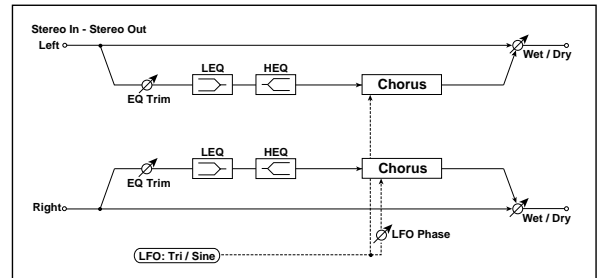 Stereo In - Stereo Out
Left
Wet / Dry
EQ Trim
LEQ
HEQ
Chorus
LEQ
HEQ
EQ Trim
Chorus
Right
Wet / Dry
LFO Phase
LFO: Tri / Sine